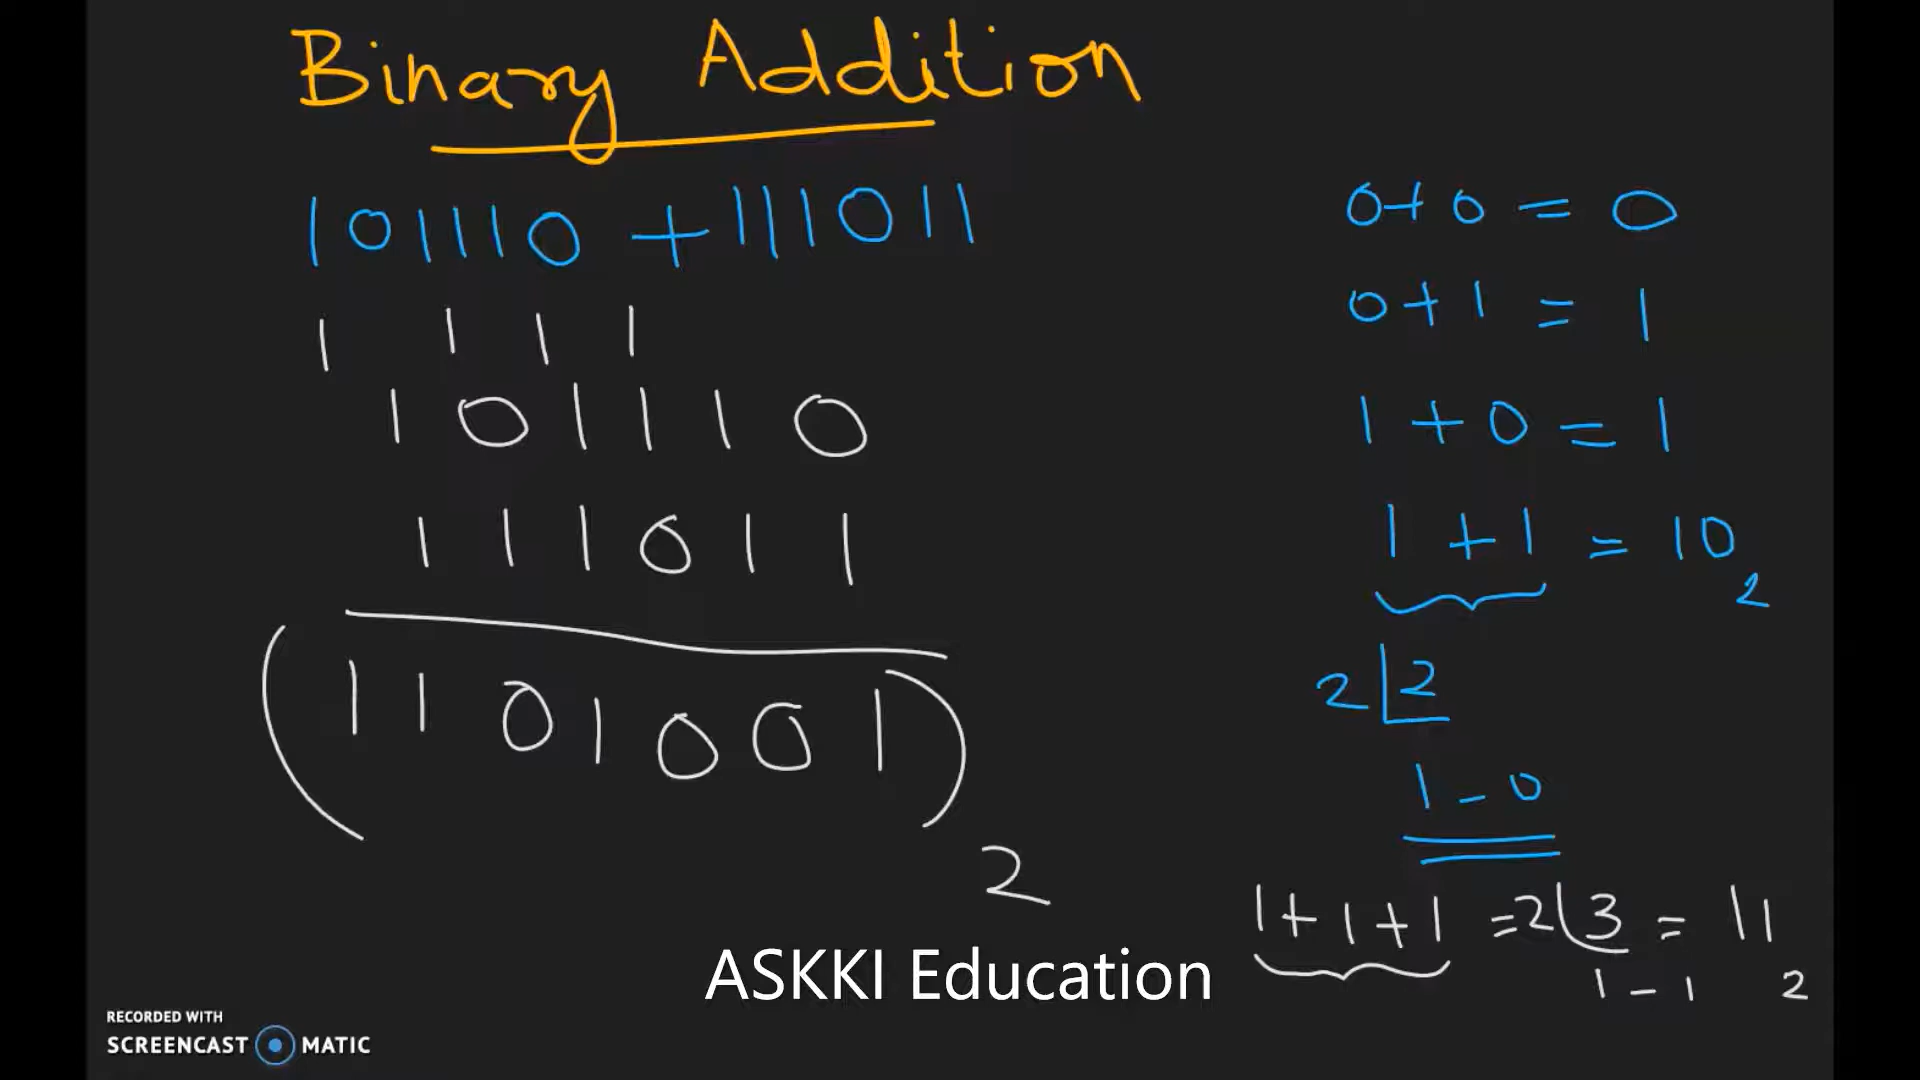 Binary Addition
101110 + 111011
1 1 1 1
101110
111011
(1101001)2
0+0 = 0
0+1 = 1
1+0 = 1
1+1 = 10 2
2 2
1-0
1+1+1 = 2 3 = 11 2
1-1
ASKKI Education
RECORDED WITH
SCREENCAST MATIC